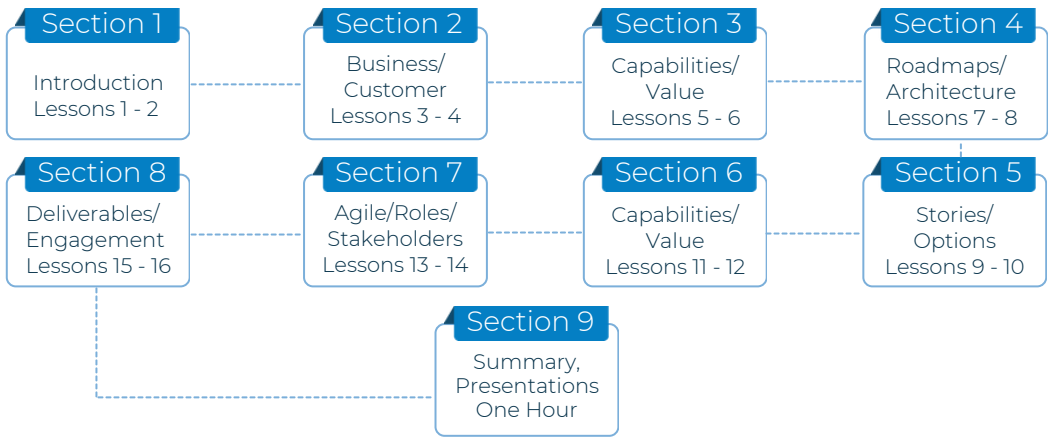 Section 1
Introduction
Lessons 1 - 2
Section 2
Business/
Customer
Lessons 3 - 4
Section 3
Capabilities/
Value
Lessons 5 - 6
Section 4
Roadmaps/
Architecture
Lessons 7 - 8
Section 8
Deliverables/
Engagement
Lessons 15 - 16
Section 7
Agile/Roles/
Stakeholders
Lessons 13 - 14
Section 6
Capabilities/
Value
Lessons 11 - 12
Section 5
Stories/
Options
Lessons 9 - 10
Section 9
Summary,
Presentations
One Hour